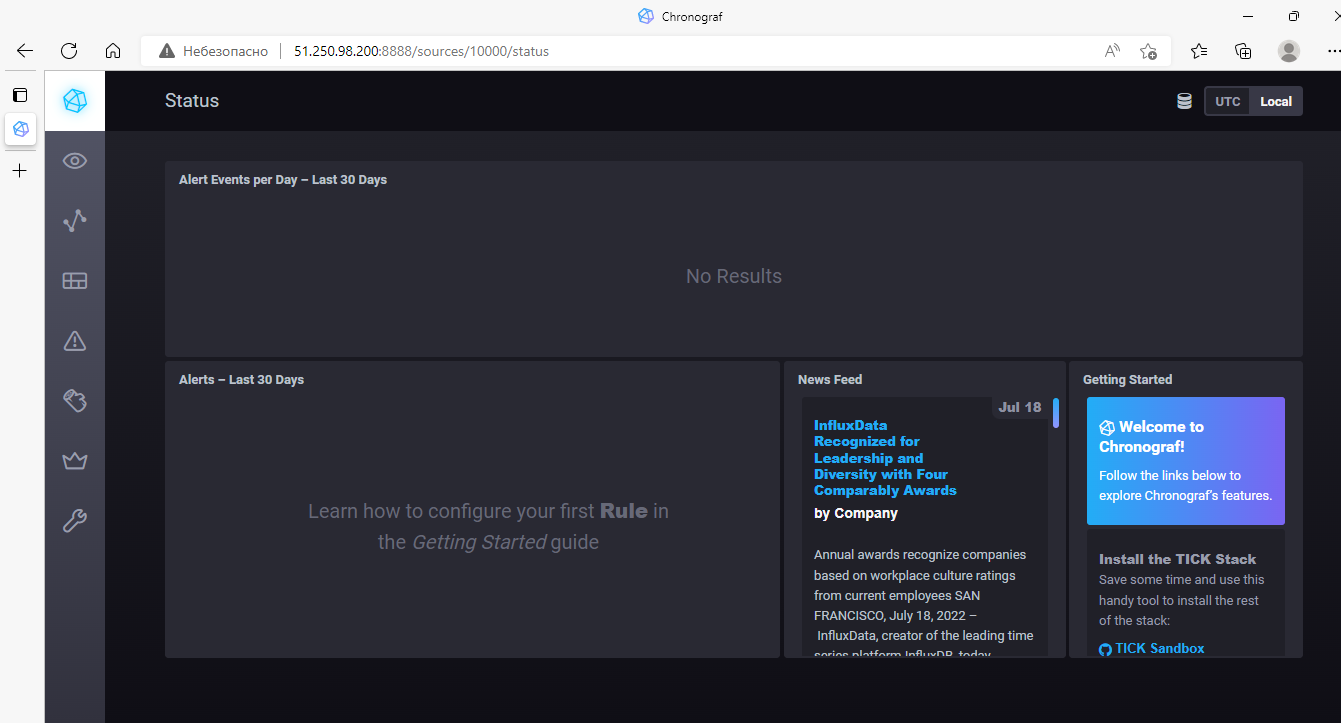 Chronograf
Небезопасно
51.250.98.200:8888/sources/10000/status
Status
UTC
Local
Alert Events per Day – Last 30 Days
No Results
Alerts – Last 30 Days
Learn how to configure your first Rule in
the Getting Started guide
News Feed
Jul 18
InfluxData
Recognized for
Leadership and
Diversity with Four
Comparably Awards
by Company
Annual awards recognize companies
based on workplace culture ratings
from current employees SAN
FRANCISCO, July 18, 2022 –
InfluxData, creator of the leading time
series platform InfluxDB, today
Getting Started
Welcome to
Chronograf!
Follow the links below to
explore Chronograf's features.
Install the TICK Stack
Save some time and use this
handy tool to install the rest
of the stack:
TICK Sandbox